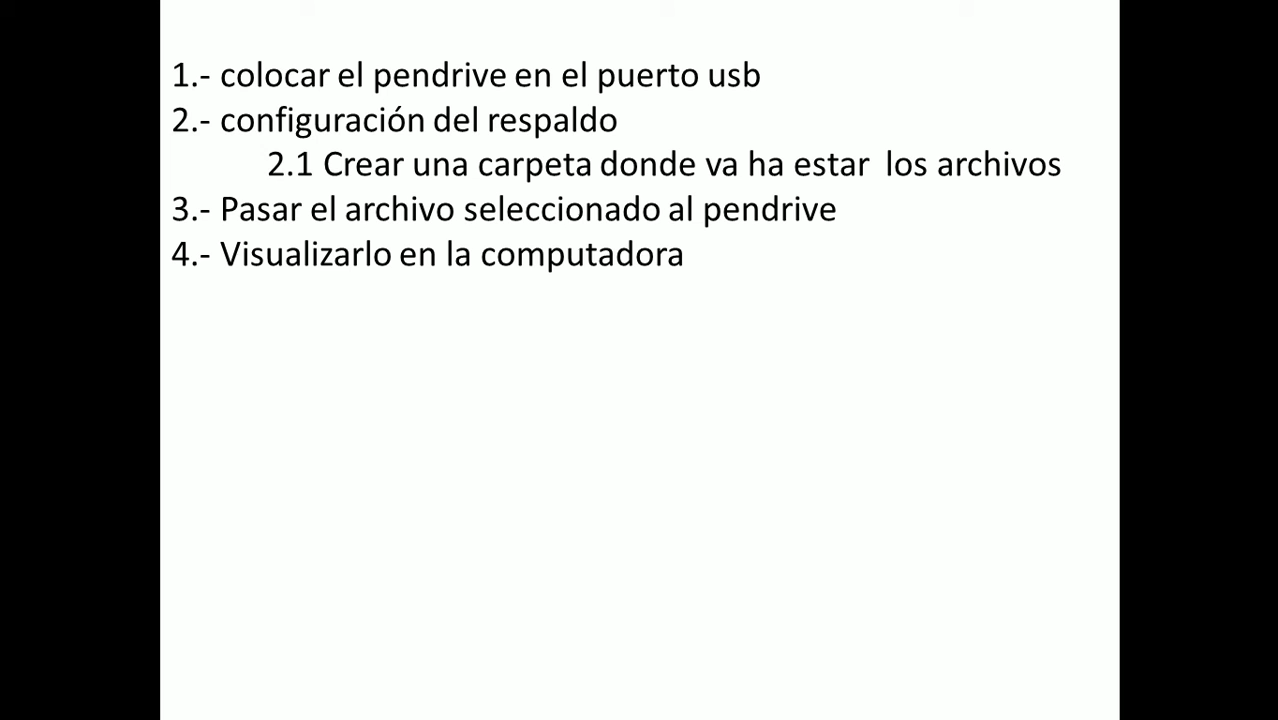 1.- colocar el pendrive en el puerto usb
2.- configuración del respaldo
2.1 Crear una carpeta donde va ha estar los archivos
3.- Pasar el archivo seleccionado al pendrive
4.- Visualizarlo en la computadora